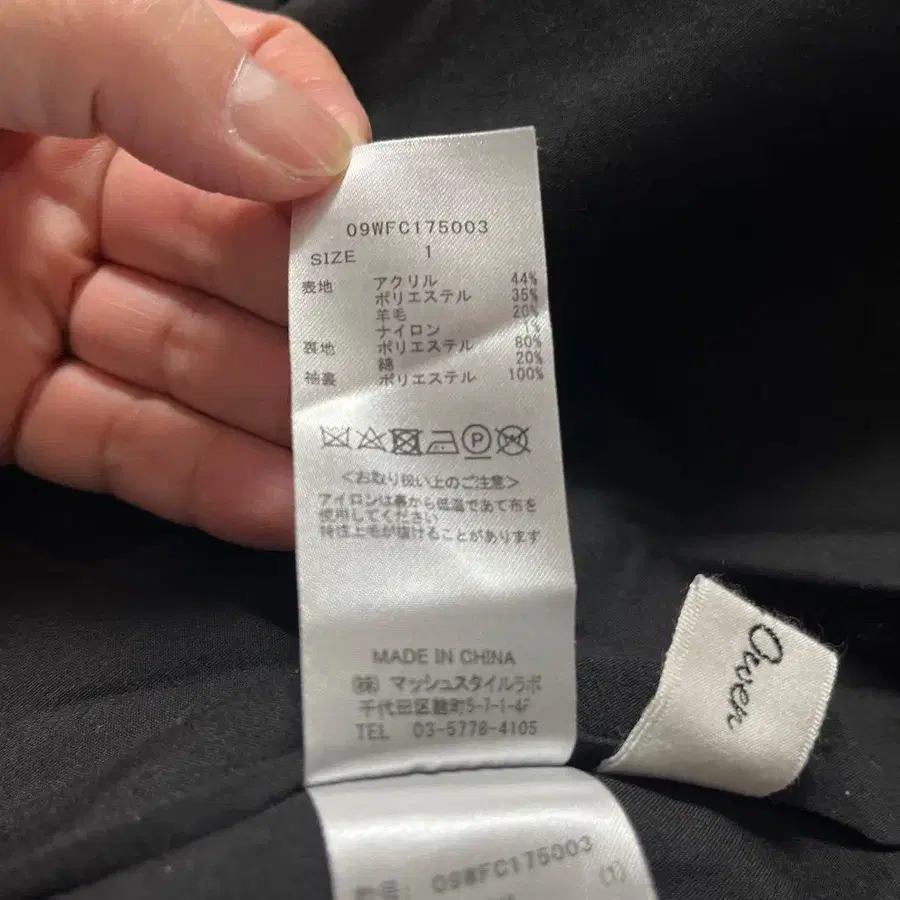 09WFC175003
SIZE 1
表地 アクリル 44%
ポリエステル 35%
羊毛 20%
ナイロン 1%
裏地 ポリエステル 80%
綿 20%
袖裏 ポリエステル 100%
P
<お取り扱い上のご注意>
アイロンは裏から低温であて布を
使用してください
特性上毛が抜けることがあります
MADE IN CHINA
(株) マッシュスタイルラボ
千代田区麹町5-7-1-4F
TEL 03-5778-4105
Owen
09WFC175003
(1)